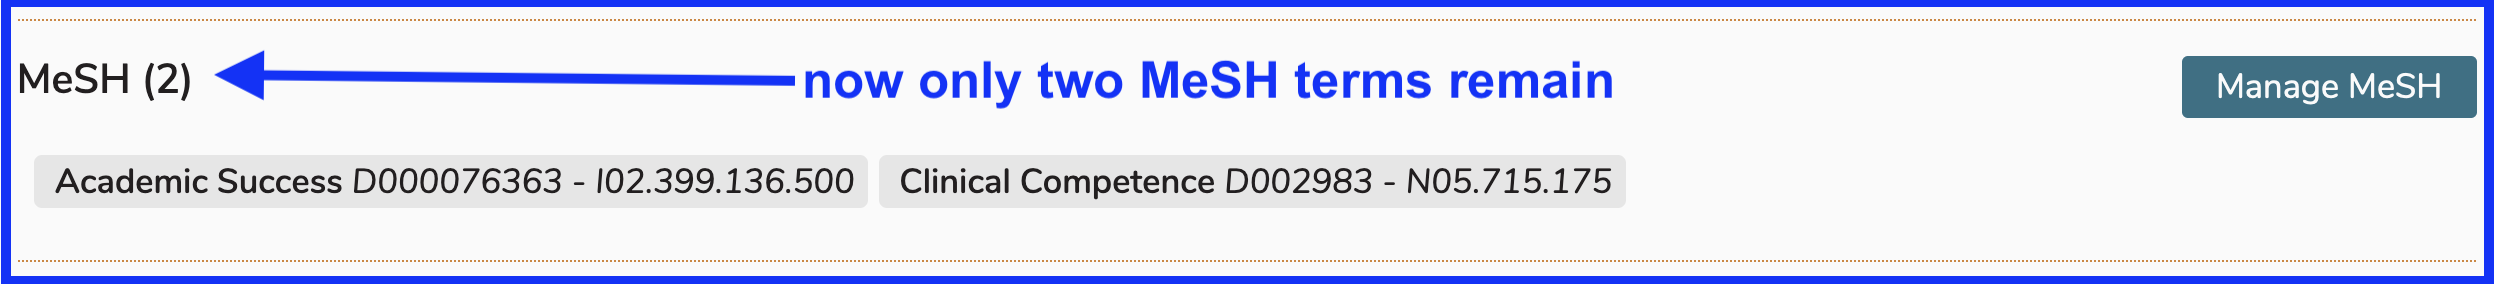 MeSH (2) now only two MeSH terms remain Manage MeSH
Academic Success D000076363 - I02.399.136.500 Clinical Competence D002983 - N05.715.175